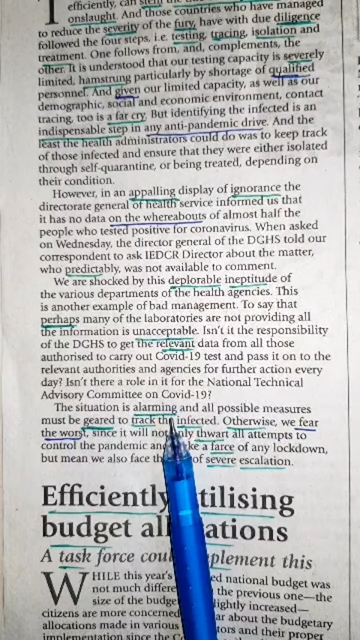 efficiently, can stem the
T onslaught. And those countries who have managed
to reduce the severity of the fury, have with due diligence
followed the four steps, i.e. testing, tracing, isolation and
treatment. One follows from, and, complements, the
other. It is understood that our testing capacity is severely
limited, hamstrung particularly by shortage of qualified
personnel. And given our limited capacity, as well as our
demographic, social and economic environment, contact
tracing, too is a far cry. But identifying the infected is an
indispensable step in any anti-pandemic drive. And the
least the health administrators could do was to keep track
of those infected and ensure that they were either isolated
through self-quarantine, or being treated, depending on
their condition.
However, in an appalling display of ignorance the
directorate general of health service informed us that
it has no data on the whereabouts of almost half the
people who tested positive for coronavirus. When asked
on Wednesday, the director general of the DGHS told our
correspondent to ask IEDCR Director about the matter,
who predictably, was not available to comment.
We are shocked by this deplorable ineptitude of
the various departments of the health agencies. This
is another example of bad management. To say that
perhaps many of the laboratories are not providing all
the information is unacceptable. Isn't it the responsibility
of the DGHS to get the relevant data from all those
authorised to carry out Covid-19 test and pass it on to the
relevant authorities and agencies for further action every
day? Isn't there a role in it for the National Technical
Advisory Committee on Covid-19?
The situation is alarming and all possible measures
must be geared to track the infected. Otherwise, we fear
the worst, since it will not only thwart all attempts to
control the pandemic and make a farce of any lockdown,
but mean we also face the of severe escalation.
Efficiently utilising
budget allocations
A task force could implement this
WHILE this year's national budget was
not much different the previous one—the
size of the budget slightly increased—
citizens are more concerned about the budgetary
allocations made in various and their proper
implementation since the